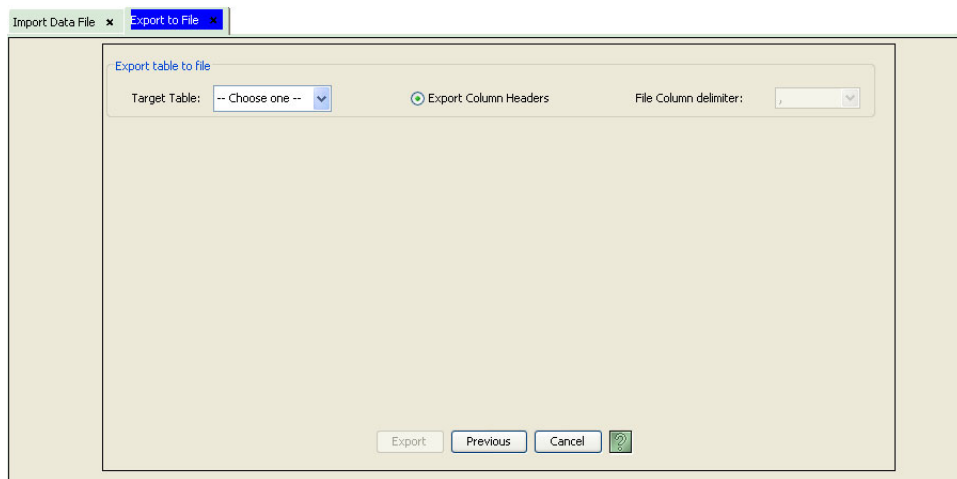 Import Data File × Export to File ×
Export table to file
Target Table: -- Choose one -- Export Column Headers File Column delimiter: ,
Export Previous Cancel ?